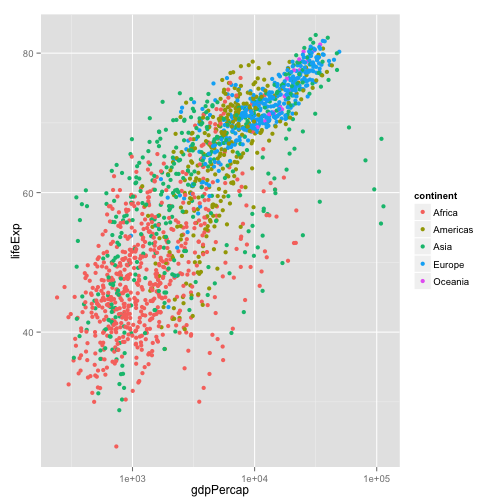 80
60
40
lifeExp
1e+03
1e+04
1e+05
gdpPercap
continent
Africa
Americas
Asia
Europe
Oceania